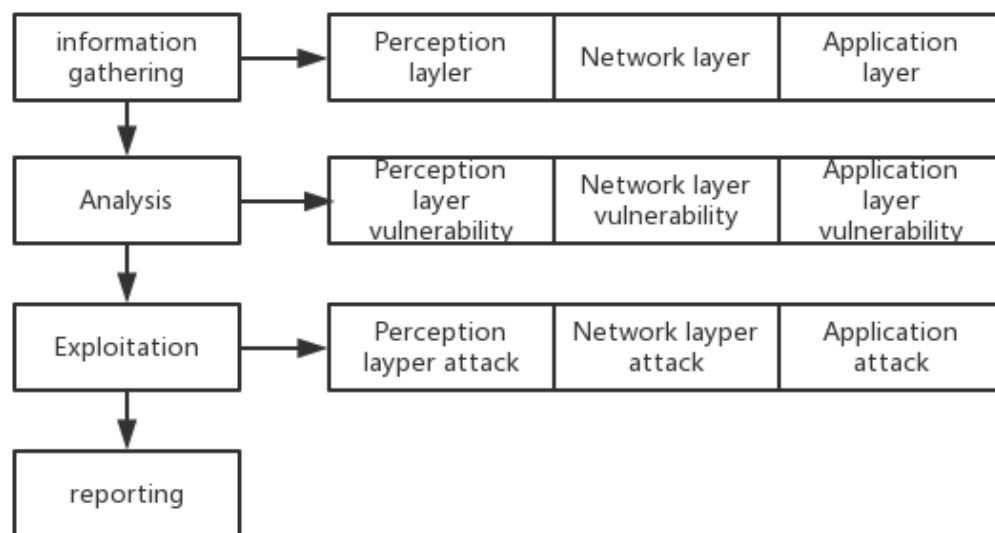 information
gathering
Perception
layler
Network layer
Application
layer
Analysis
Perception
layer
vulnerability
Network layer
vulnerability
Application
layer
vulnerability
Exploitation
Perception
layper attack
Network layper
attack
Application
attack
reporting